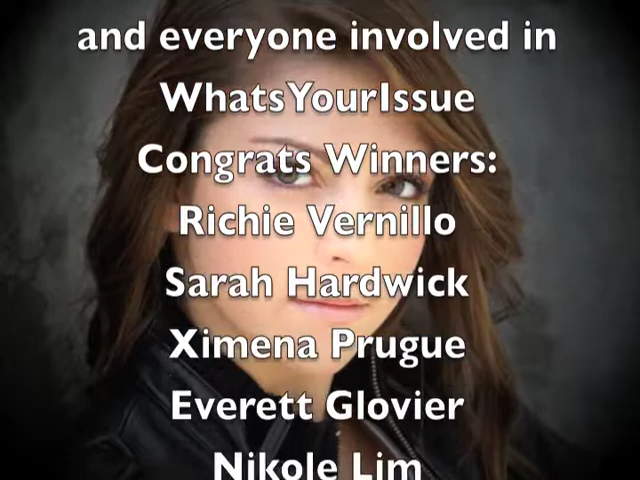 and everyone involved in
WhatsYourIssue
Congrats Winners:
Richie Vernillo
Sarah Hardwick
Ximena Prugue
Everett Glovier
Nikole Lim